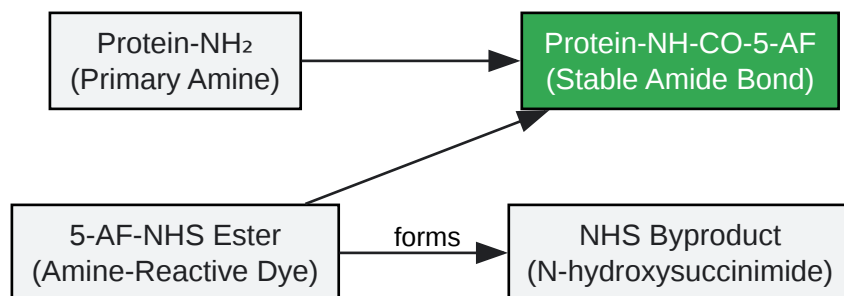 Protein-NH₂
(Primary Amine)
Protein-NH-CO-5-AF
(Stable Amide Bond)
5-AF-NHS Ester
(Amine-Reactive Dye)
forms
NHS Byproduct
(N-hydroxysuccinimide)